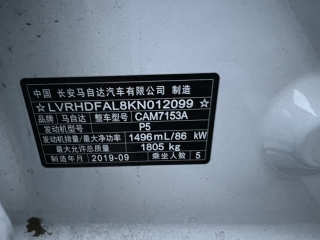 中国 长安马自达汽车有限公司 制造
☆LVRHDFAL8KN012099☆
品牌 马自达 整车型号 CAM7153A
发动机型号 P5
发动机排量/最大净功率 1496mL/86 kW
最大允许总质量 1805 kg
制造年月 2019-09 乘坐人数 5